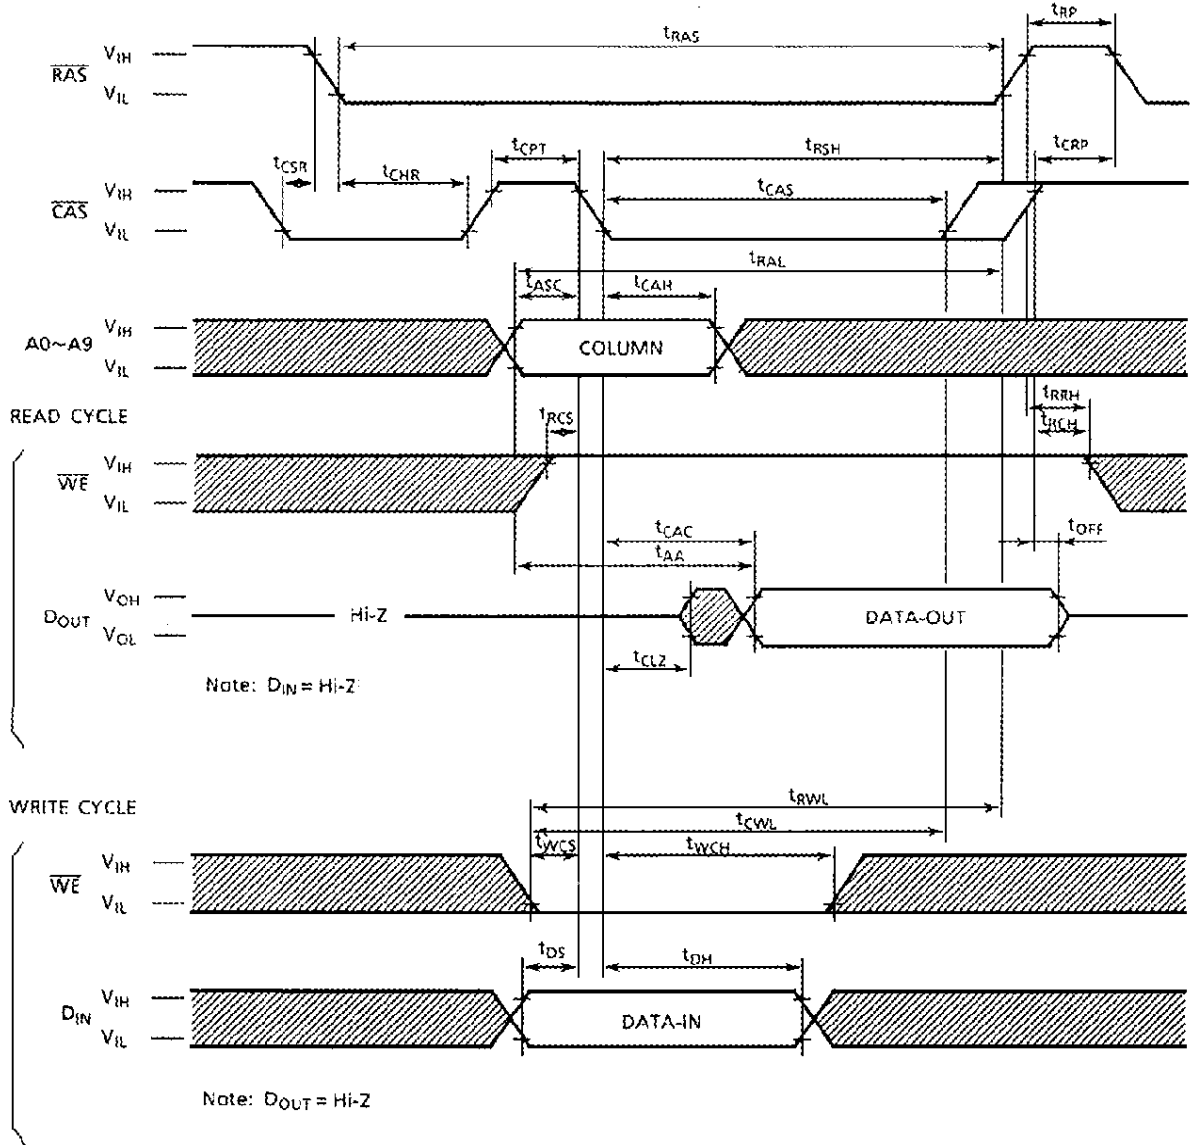 tRP
tRAS
RAS
VIH
VIL
tCPT
tRSH
tCRP
tCSR
tCHR
tCAS
CAS
VIH
VIL
tRAL
tASC
tCAH
A0~A9
VIH
VIL
COLUMN
tRRH
tRCH
READ CYCLE
tRCS
WE
VIH
VIL
tCAC
tOFF
tAA
DOUT
VOH
VOL
Hi-Z
DATA-OUT
tCLZ
Note: DIN = Hi-Z
tRWL
WRITE CYCLE
tCWL
tWCS
tWCH
WE
VIH
VIL
tDS
tDH
DIN
VIH
VIL
DATA-IN
Note: DOUT = Hi-Z